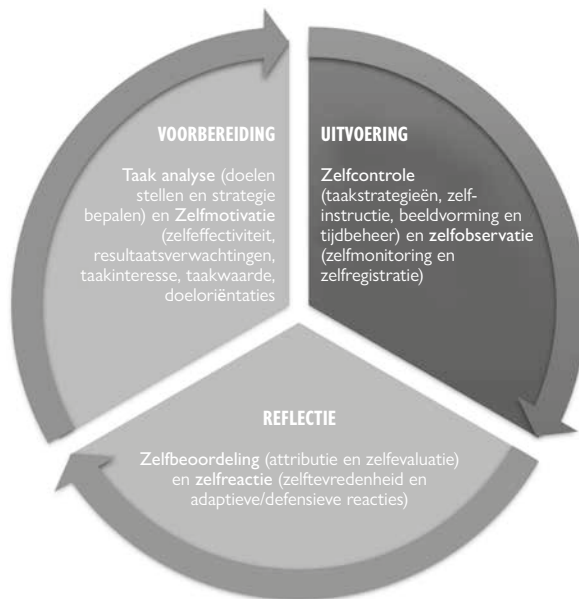 VOORBEREIDING
Taak analyse (doelen
stellen en strategie
bepalen) en Zelfmotivatie
(zelfeffectiviteit,
resultaatsverwachtingen,
taakinteresse, taakwaarde,
doeloriëntaties
UITVOERING
Zelfcontrole
(taakstrategieën, zelf-
instructie, beeldvorming en
tijdbeheer) en zelfobservatie
(zelfmonitoring en
zelfregistratie)
REFLECTIE
Zelfbeoordeling (attributie en zelfevaluatie)
en zelfreactie (zelftevredenheid en
adaptieve/defensieve reacties)